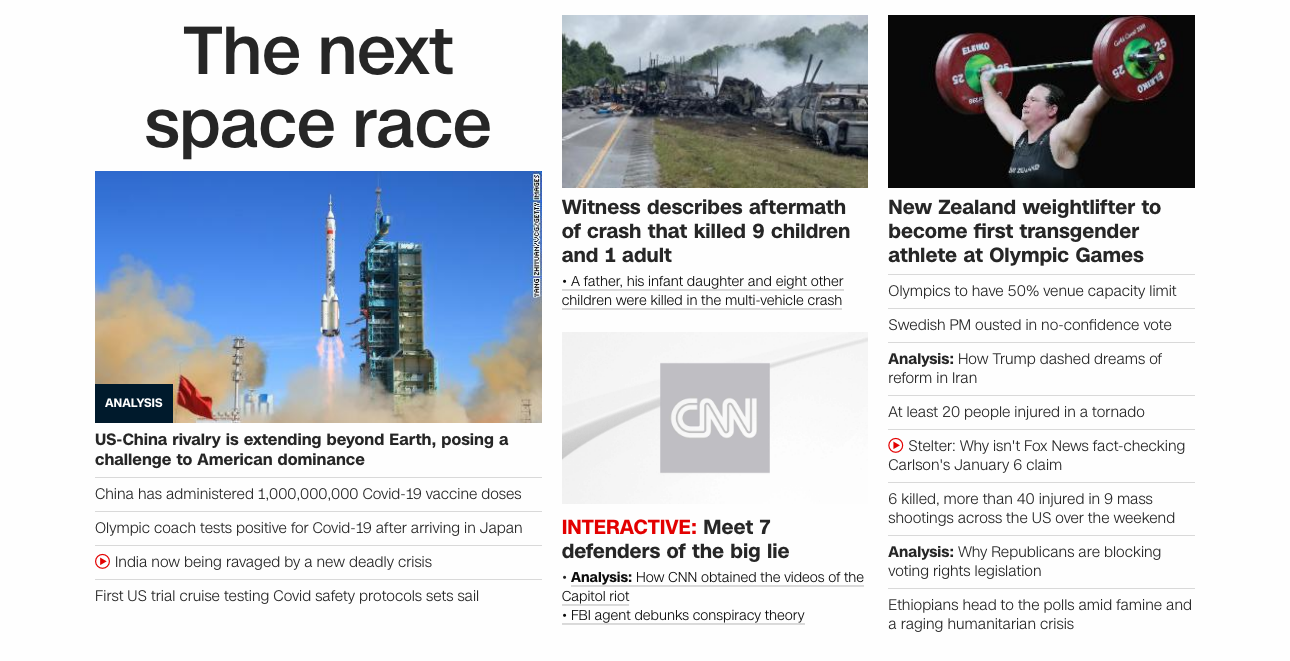 The next
space race
TANG ZHIYUAN/VCG/GETTY IMAGES
ANALYSIS
US-China rivalry is extending beyond Earth, posing a
challenge to American dominance
China has administered 1,000,000,000 Covid-19 vaccine doses
Olympic coach tests positive for Covid-19 after arriving in Japan
India now being ravaged by a new deadly crisis
First US trial cruise testing Covid safety protocols sets sail
Witness describes aftermath
of crash that killed 9 children
and 1 adult
• A father, his infant daughter and eight other
children were killed in the multi-vehicle crash
CNN
INTERACTIVE: Meet 7
defenders of the big lie
• Analysis: How CNN obtained the videos of the
Capitol riot
• FBI agent debunks conspiracy theory
ELEIKO
25
25
25
25
ELEIKO
New Zealand weightlifter to
become first transgender
athlete at Olympic Games
Olympics to have 50% venue capacity limit
Swedish PM ousted in no-confidence vote
Analysis: How Trump dashed dreams of
reform in Iran
At least 20 people injured in a tornado
Stelter: Why isn't Fox News fact-checking
Carlson's January 6 claim
6 killed, more than 40 injured in 9 mass
shootings across the US over the weekend
Analysis: Why Republicans are blocking
voting rights legislation
Ethiopians head to the polls amid famine and
a raging humanitarian crisis